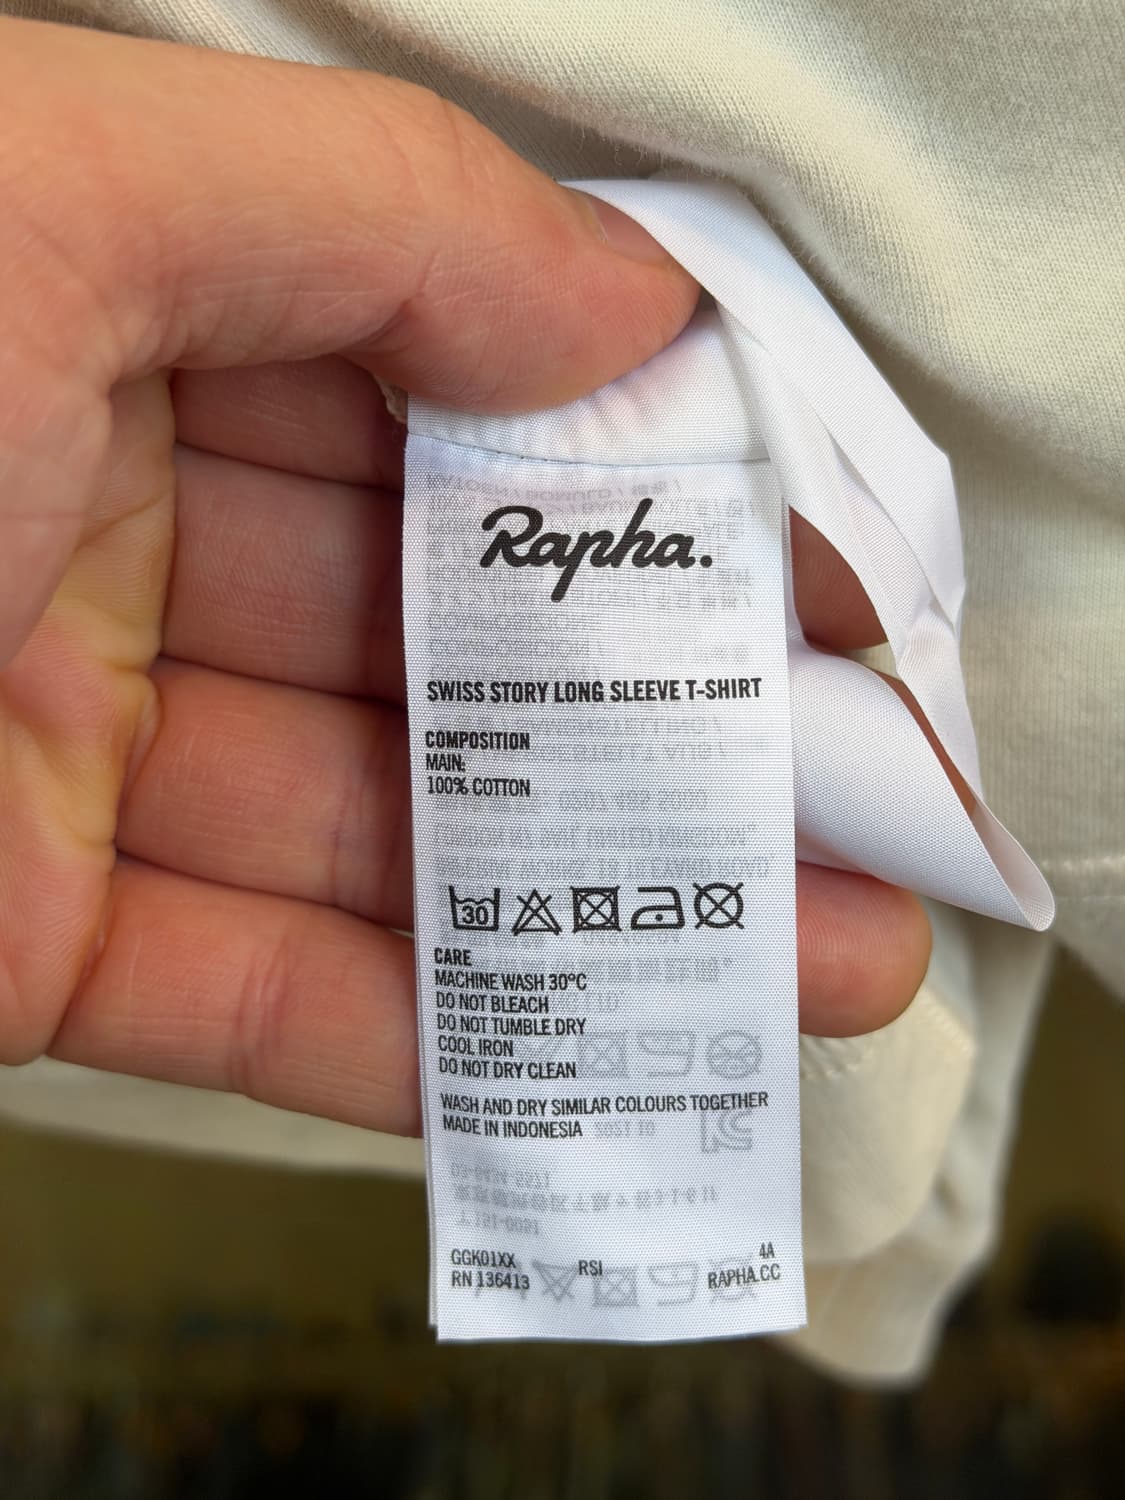 Rapha.
SWISS STORY LONG SLEEVE T-SHIRT
COMPOSITION
MAIN:
100% COTTON
30
CARE
MACHINE WASH 30°C
DO NOT BLEACH
DO NOT TUMBLE DRY
COOL IRON
DO NOT DRY CLEAN
WASH AND DRY SIMILAR COLOURS TOGETHER
MADE IN INDONESIA
GGK01XX RSI 4A
RN 136413 RAPHA.CC